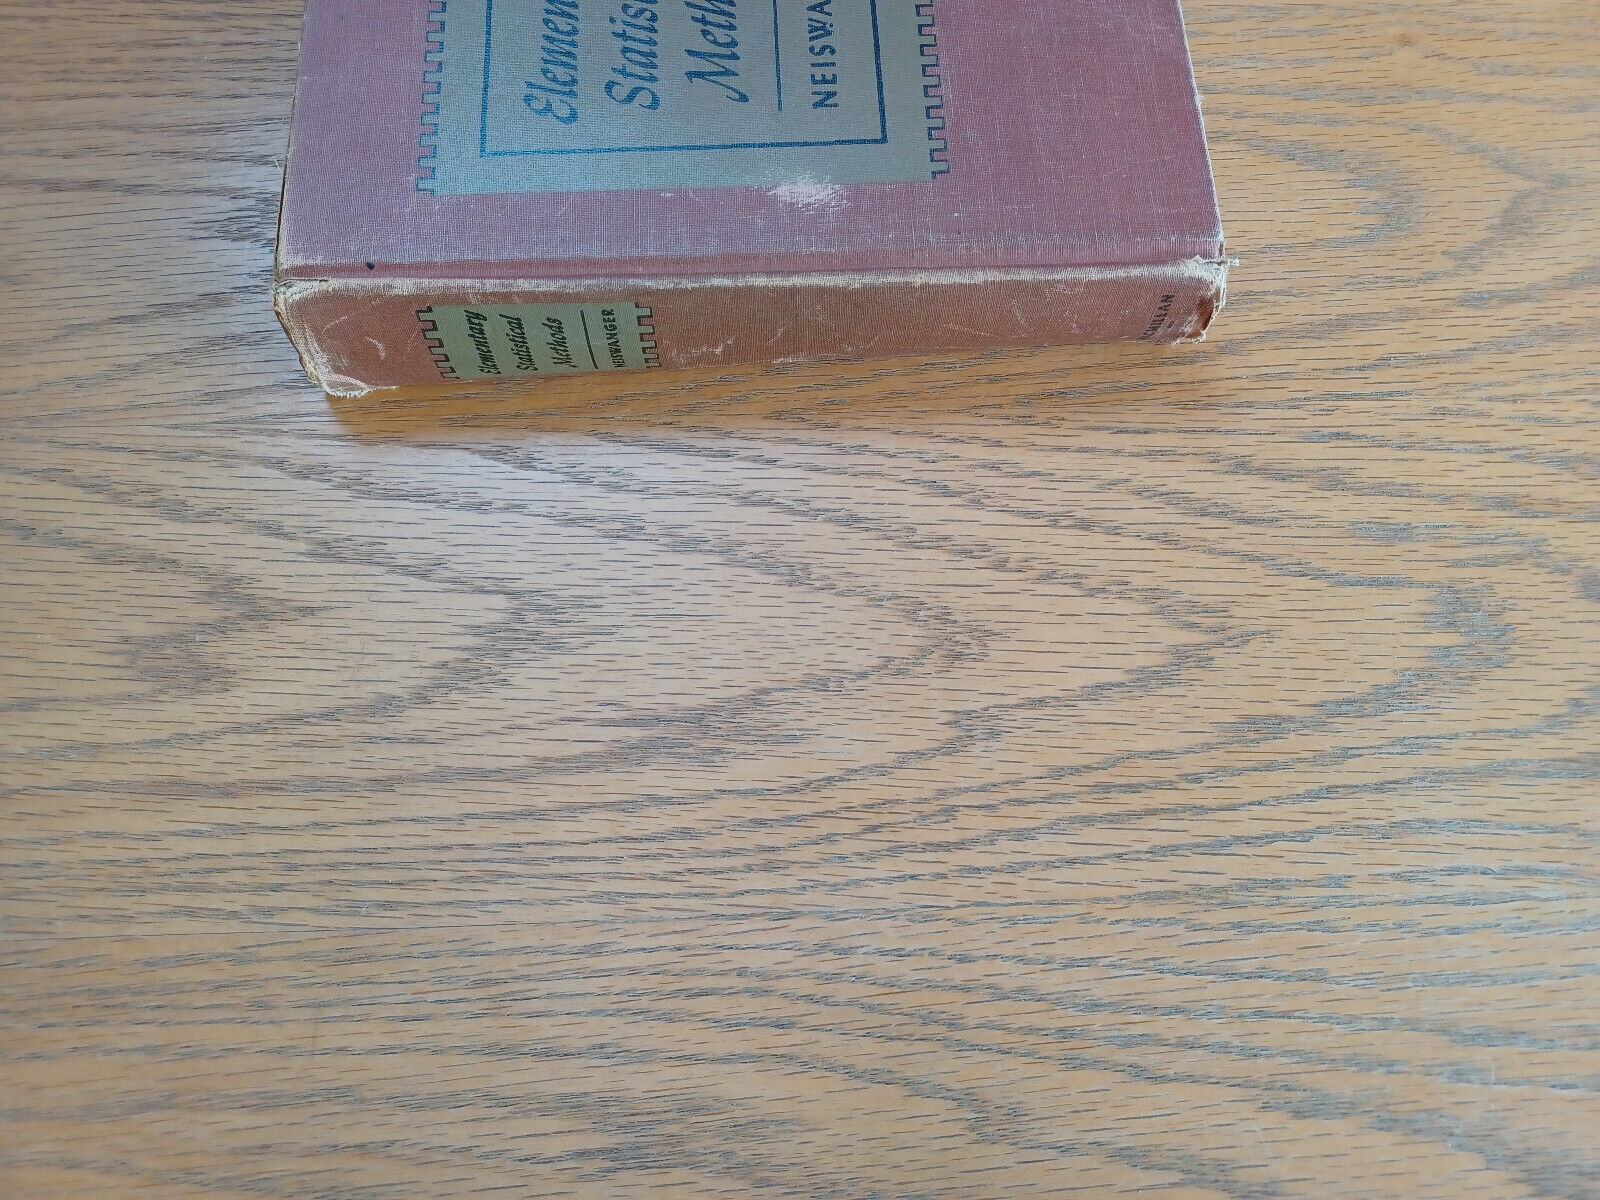 Elemen
Statis
Meth
NEISWA
Elementary
Statistical
Methods
NEISWANGER